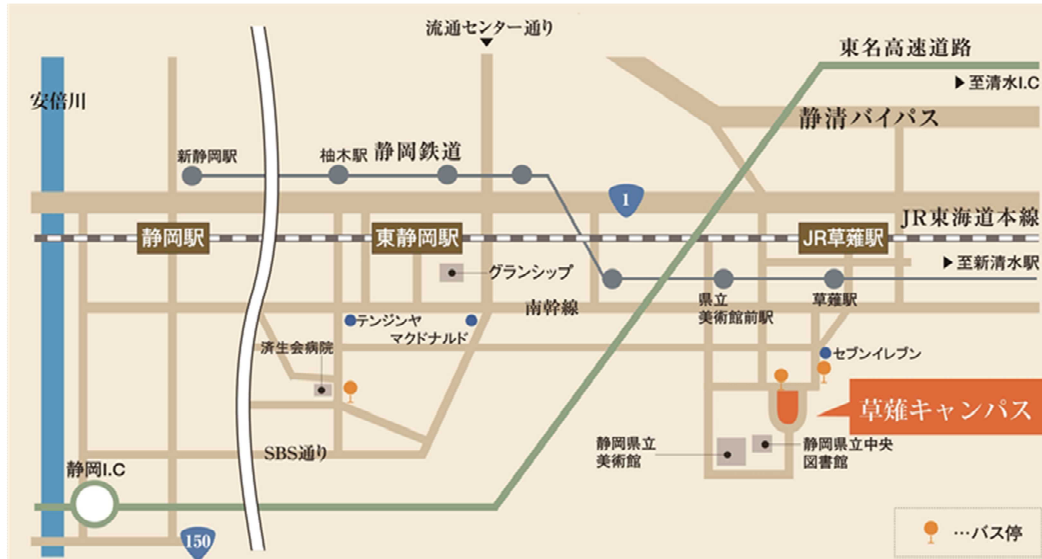 流通センター通り
東名高速道路
▶至清水I.C
安倍川
静清バイパス
新静岡駅
柚木駅
静岡鉄道
1
JR東海道本線
静岡駅
東静岡駅
JR草薙駅
▶至新清水駅
グランシップ
県立
美術館前駅
草薙駅
南幹線
テンジンヤ
マクドナルド
済生会病院
セブンイレブン
草薙キャンパス
SBS通り
静岡県立
美術館
静岡県立中央
図書館
静岡I.C
150
…バス停